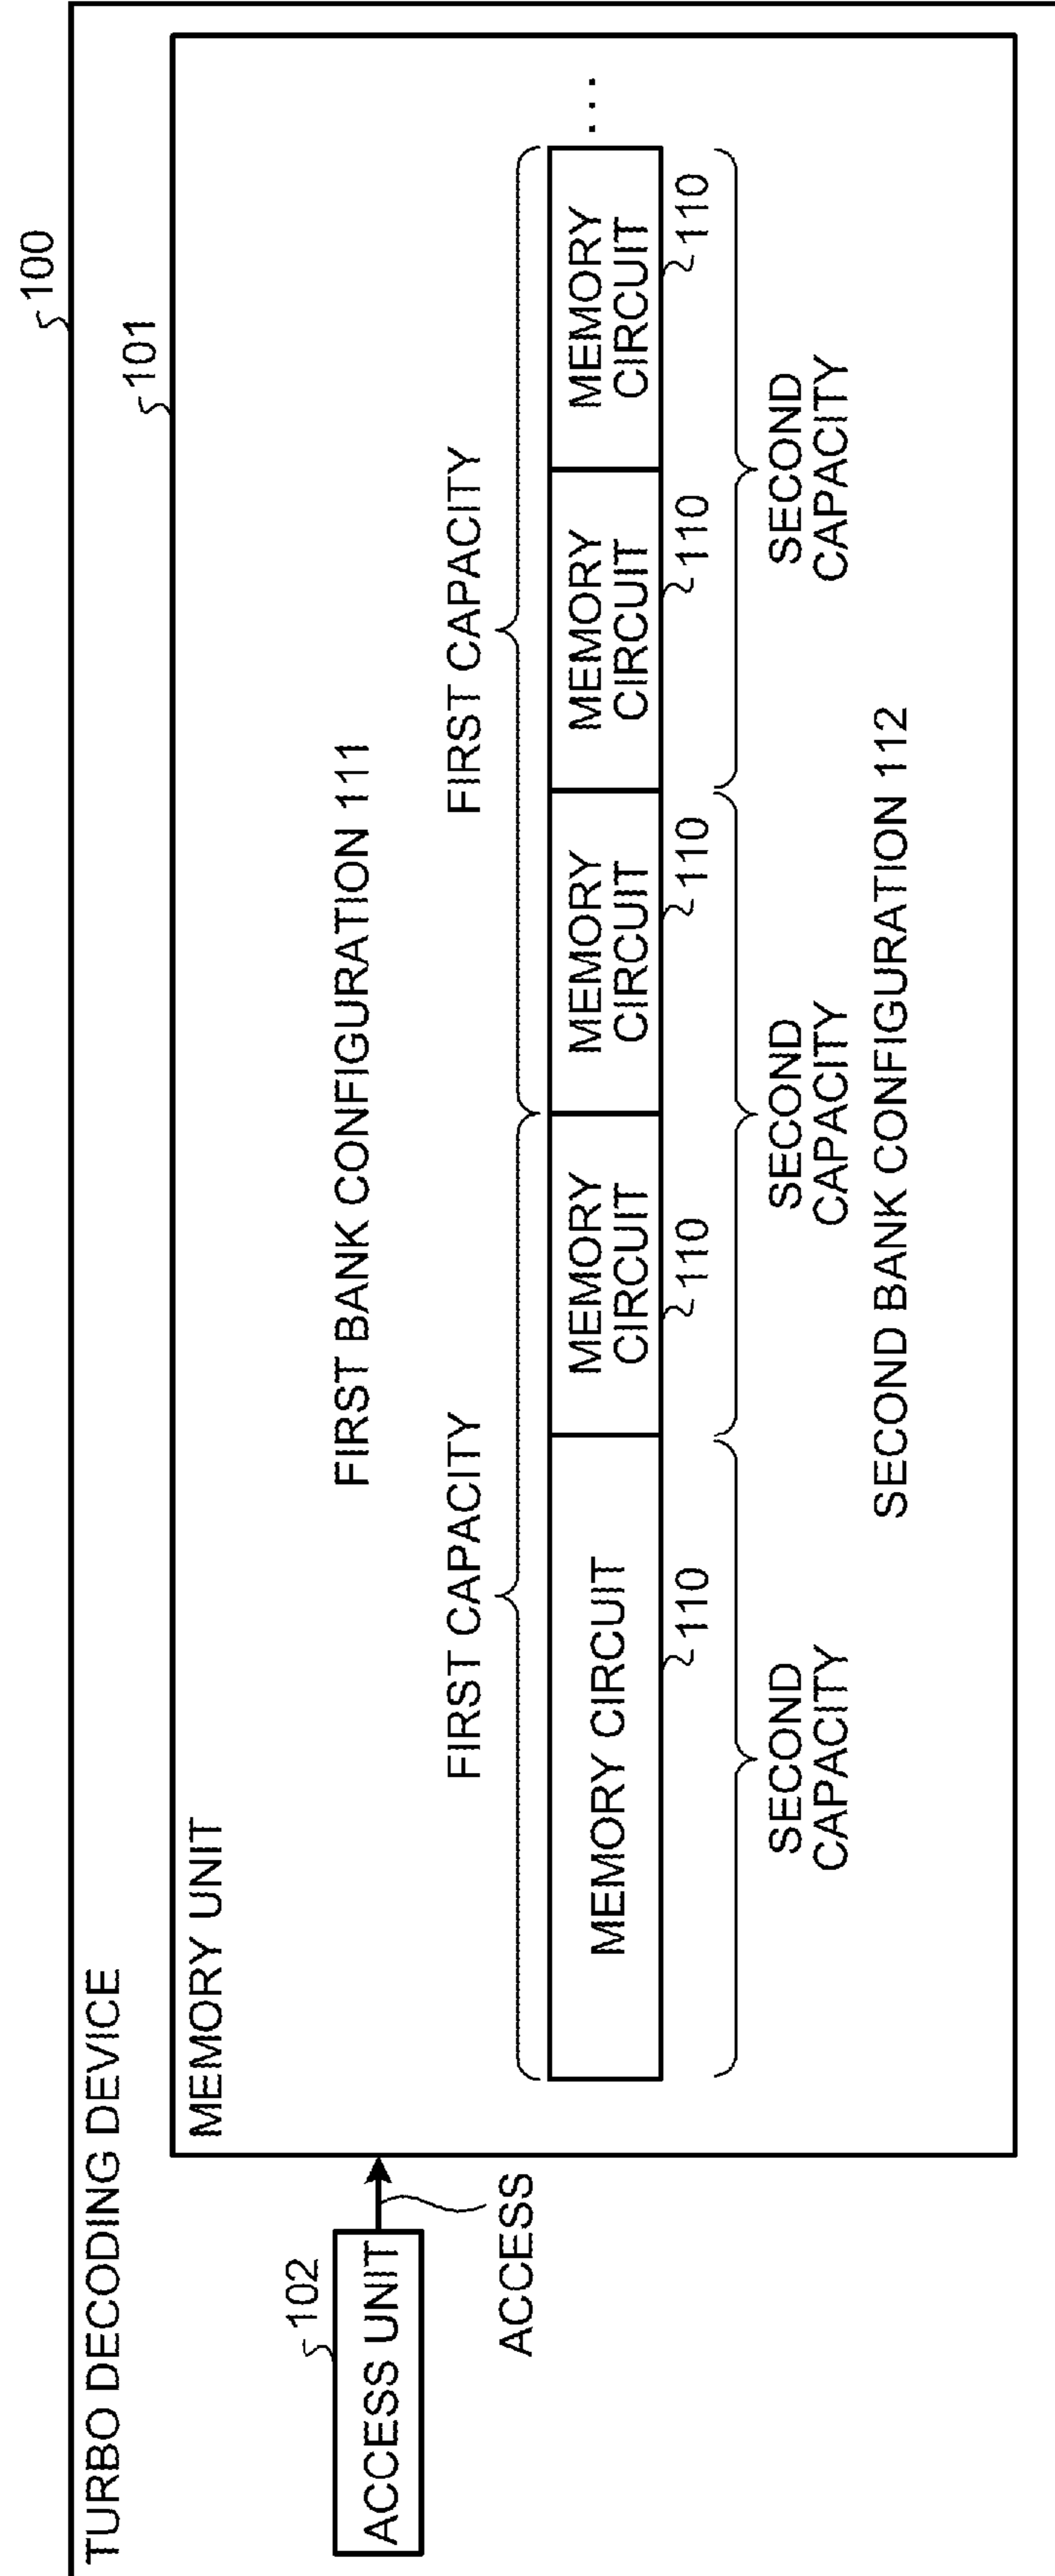 100
TURBO DECODING DEVICE
101
MEMORY UNIT
102
ACCESS UNIT
ACCESS
FIRST BANK CONFIGURATION 111
FIRST CAPACITY
FIRST CAPACITY
MEMORY CIRCUIT
MEMORY
CIRCUIT
MEMORY
CIRCUIT
MEMORY
CIRCUIT
MEMORY
CIRCUIT
...
110
110
110
110
110
SECOND
CAPACITY
SECOND
CAPACITY
SECOND
CAPACITY
SECOND BANK CONFIGURATION 112